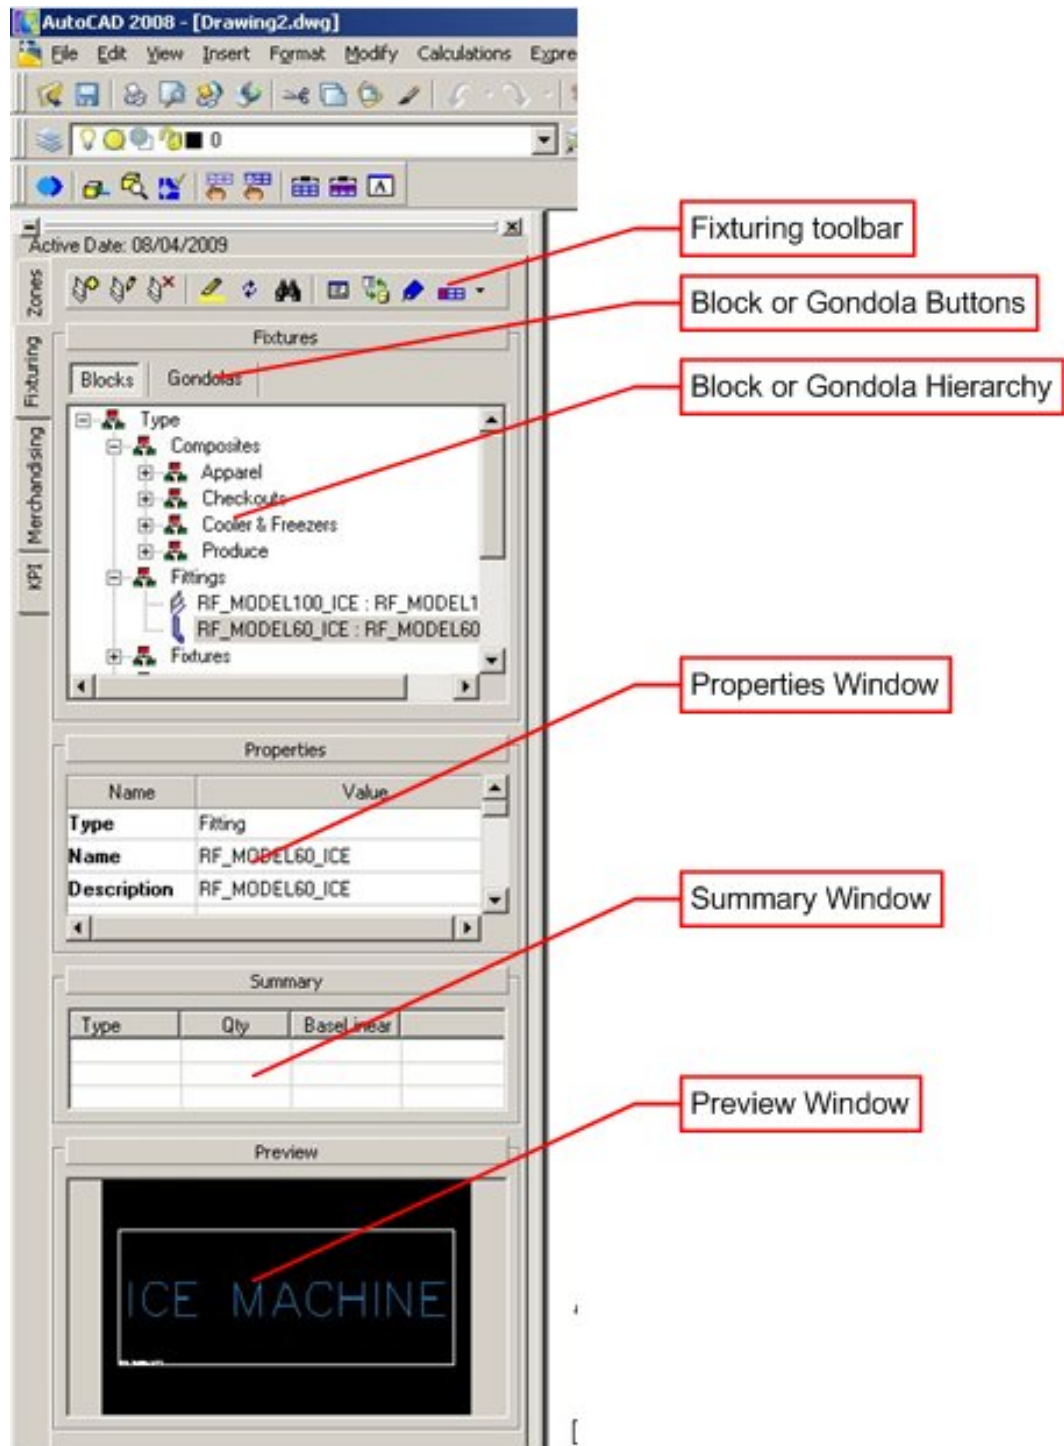 AutoCAD 2008 - [Drawing2.dwg]
File Edit View Insert Format Modify Calculations Expre
0
Active Date: 08/04/2009
Zones
Fixturing
Merchandising
KPI
Fixtures
Blocks Gondolas
Type
Composites
Apparel
Checkouts
Cooler & Freezers
Produce
Fittings
RF_MODEL100_ICE : RF_MODEL1
RF_MODEL60_ICE : RF_MODEL60
Fixtures
Properties
Name Value
Type Fitting
Name RF_MODEL60_ICE
Description RF_MODEL60_ICE
Summary
Type Qty BaseLinear
Preview
ICE MACHINE
Fixturing toolbar
Block or Gondola Buttons
Block or Gondola Hierarchy
Properties Window
Summary Window
Preview Window